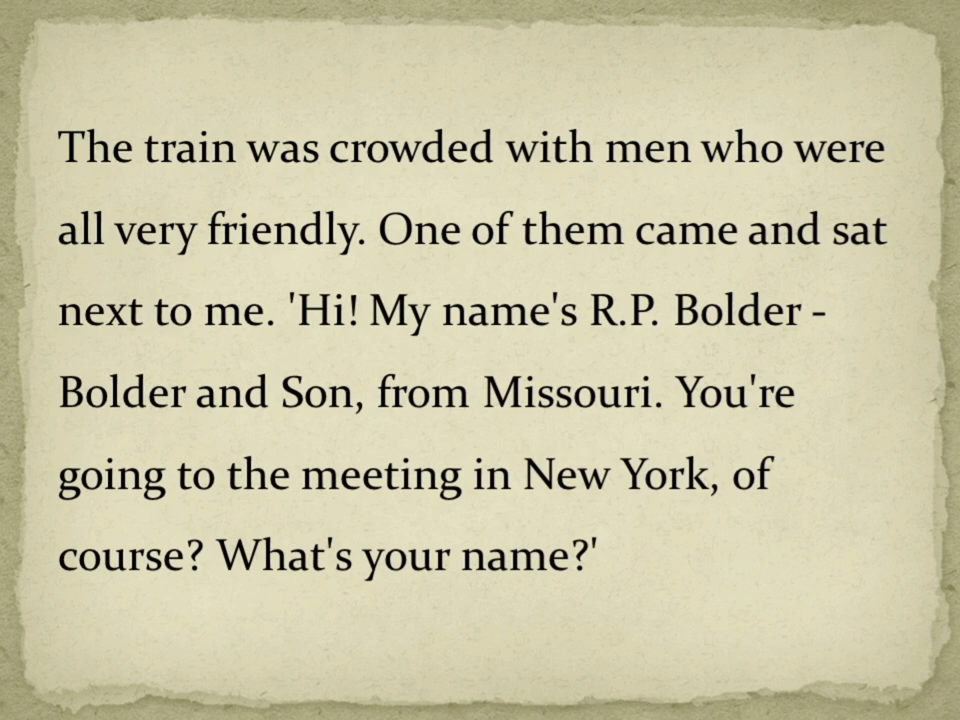 The train was crowded with men who were
all very friendly. One of them came and sat
next to me. 'Hi! My name's R.P. Bolder -
Bolder and Son, from Missouri. You're
going to the meeting in New York, of
course? What's your name?'